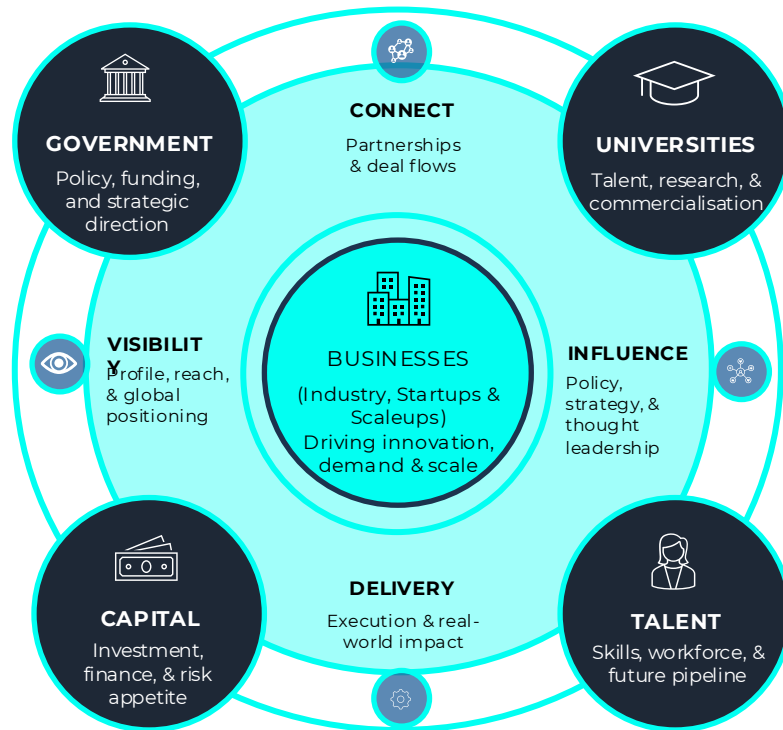 GOVERNMENT
Policy, funding,
and strategic
direction
CONNECT
Partnerships
& deal flows
UNIVERSITIES
Talent, research, &
commercialisation
VISIBILIT
Y
Profile, reach,
& global
positioning
BUSINESSES
(Industry, Startups &
Scaleups)
Driving innovation,
demand & scale
INFLUENCE
Policy,
strategy, &
thought
leadership
CAPITAL
Investment,
finance, & risk
appetite
DELIVERY
Execution & real-
world impact
TALENT
Skills, workforce, &
future pipeline